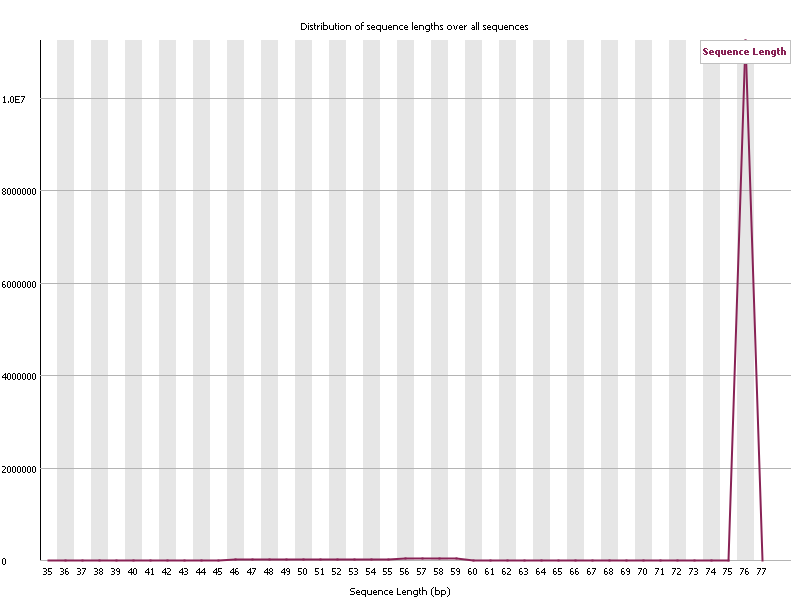 Distribution of sequence lengths over all sequences
Sequence Length
1.0E7
8000000
6000000
4000000
2000000
0
35 36 37 38 39 40 41 42 43 44 45 46 47 48 49 50 51 52 53 54 55 56 57 58 59 60 61 62 63 64 65 66 67 68 69 70 71 72 73 74 75 76 77
Sequence Length (bp)